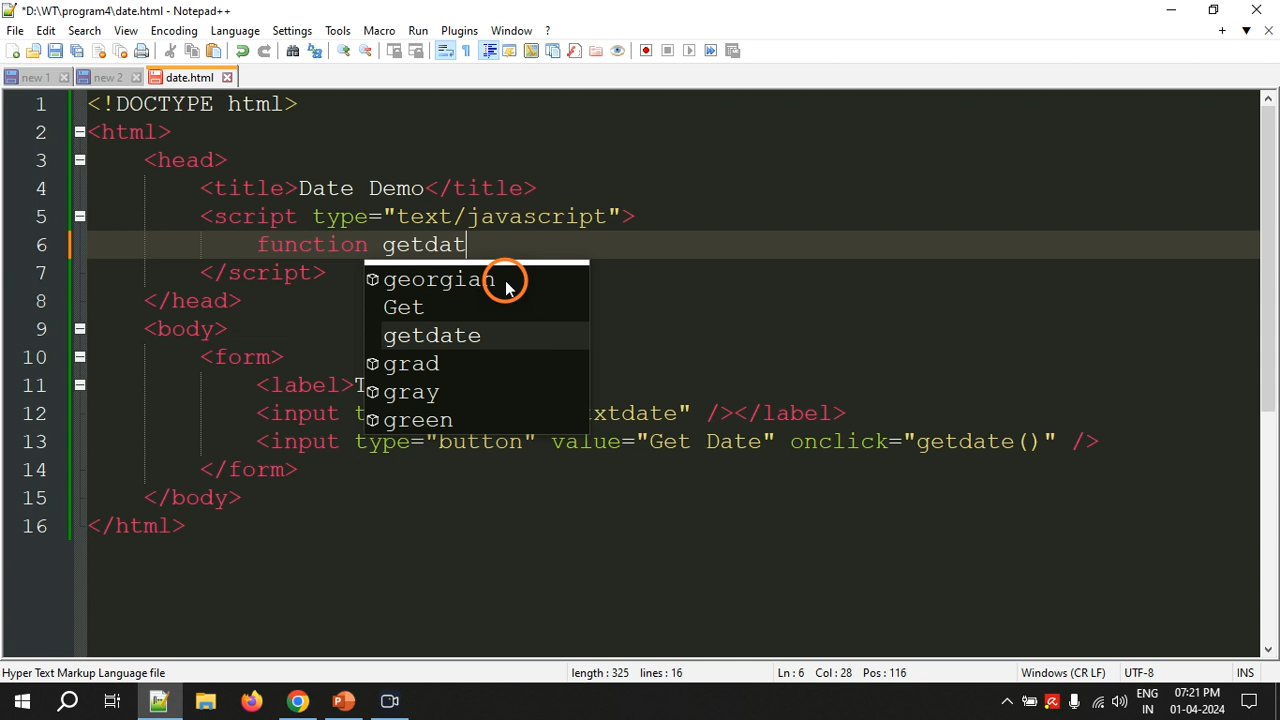 *D:\WT\program4\date.html - Notepad++
File Edit Search View Encoding Language Settings Tools Macro Run Plugins Window ?
new 1 new 2 date.html
1 <!DOCTYPE html>
2 <html>
3 <head>
4 <title>Date Demo</title>
5 <script type="text/javascript">
6 function getdat
7 </script>
georgian
8 </head>
Get
9 <body>
getdate
10 <form>
grad
11 <label>T
gray
12 <input t xtdate" /></label>
green
13 <input type="button" value="Get Date" onclick="getdate()" />
14 </form>
15 </body>
16 </html>
Hyper Text Markup Language file length : 325 lines : 16 Ln : 6 Col : 28 Pos : 116 Windows (CR LF) UTF-8 INS
ENG
IN
07:21 PM
01-04-2024